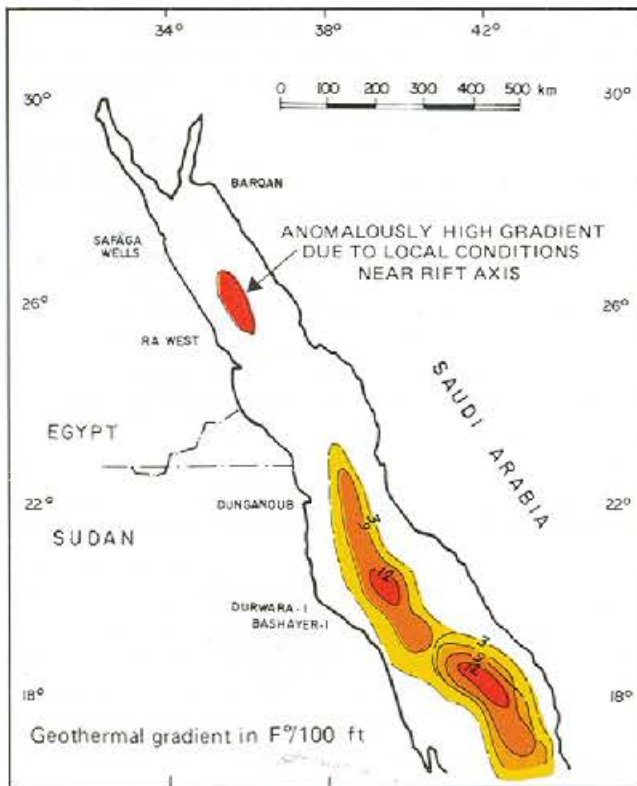 34° 38° 42°
0 100 200 300 400 500 km
30° 30°
BARQAN
SAFAGA
WELLS
ANOMALOUSLY HIGH GRADIENT
DUE TO LOCAL CONDITIONS
NEAR RIFT AXIS
26° 26°
RA WEST
SAUDI ARABIA
EGYPT
DUNGANOUB
22° 22°
SUDAN
3
6
12
DURWARA-I
BASHAYER-I
3
12
18° 18°
Geothermal gradient in F°/100 ft